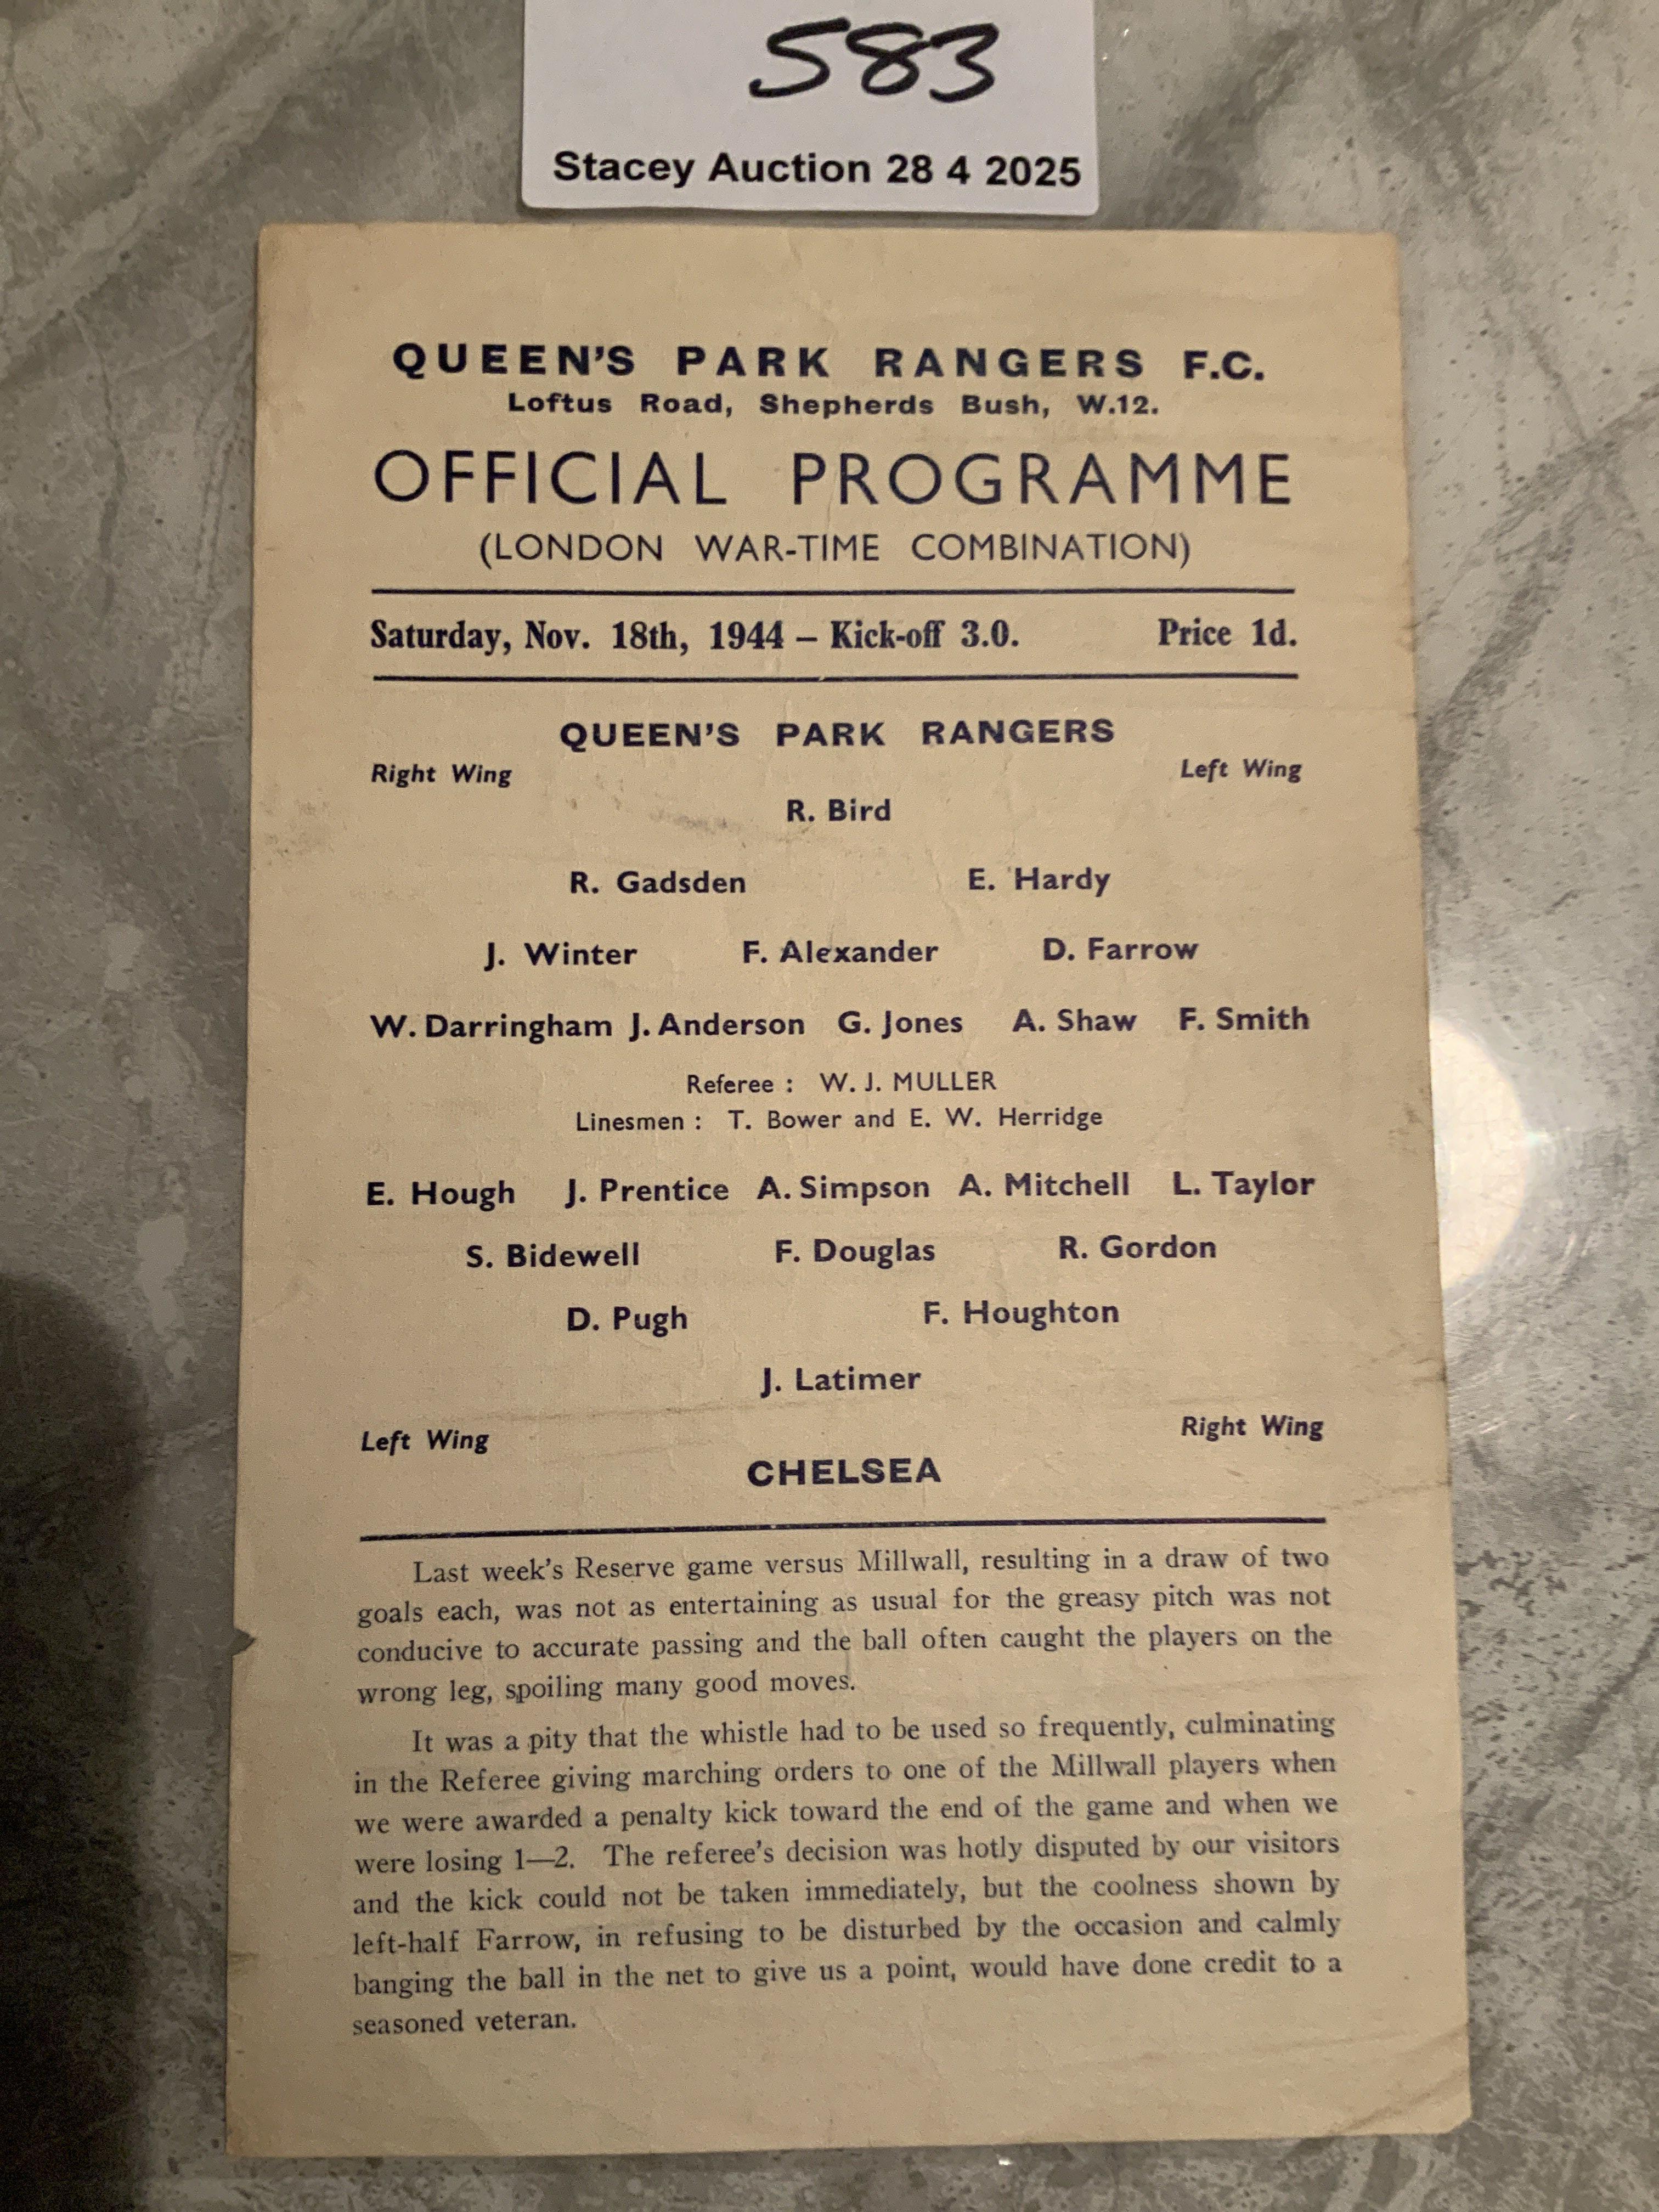 583
Stacey Auction 28 4 2025
QUEEN'S PARK RANGERS F.C.
Loftus Road, Shepherds Bush, W.12.
OFFICIAL PROGRAMME
(LONDON WAR-TIME COMBINATION)
Saturday, Nov. 18th, 1944 – Kick-off 3.0. Price 1d.
QUEEN'S PARK RANGERS
Right Wing Left Wing
R. Bird
R. Gadsden E. Hardy
J. Winter F. Alexander D. Farrow
W. Darringham J. Anderson G. Jones A. Shaw F. Smith
Referee : W. J. MULLER
Linesmen : T. Bower and E. W. Herridge
E. Hough J. Prentice A. Simpson A. Mitchell L. Taylor
S. Bidewell F. Douglas R. Gordon
D. Pugh F. Houghton
J. Latimer
Left Wing Right Wing
CHELSEA
Last week's Reserve game versus Millwall, resulting in a draw of two
goals each, was not as entertaining as usual for the greasy pitch was not
conducive to accurate passing and the ball often caught the players on the
wrong leg, spoiling many good moves.
It was a pity that the whistle had to be used so frequently, culminating
in the Referee giving marching orders to one of the Millwall players when
we were awarded a penalty kick toward the end of the game and when we
were losing 1—2. The referee's decision was hotly disputed by our visitors
and the kick could not be taken immediately, but the coolness shown by
left-half Farrow, in refusing to be disturbed by the occasion and calmly
banging the ball in the net to give us a point, would have done credit to a
seasoned veteran.